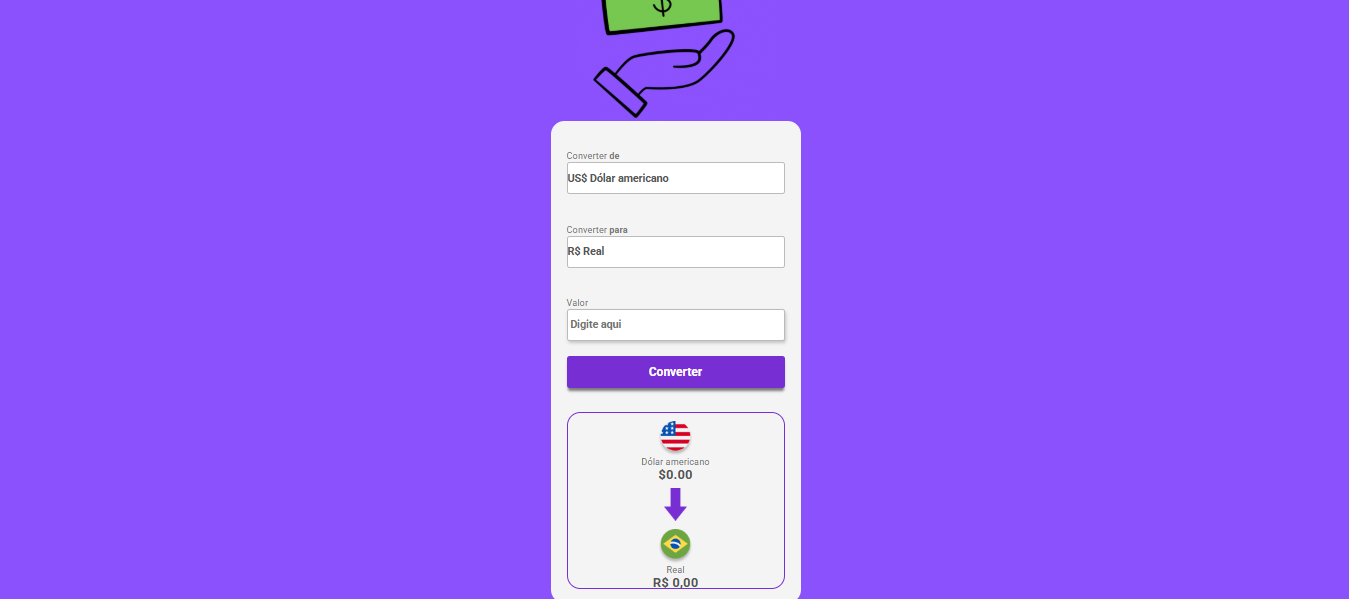 $
Converter de
US$ Dólar americano
Converter para
R$ Real
Valor
Digite aqui
Converter
Dólar americano
$0.00
Real
R$ 0,00